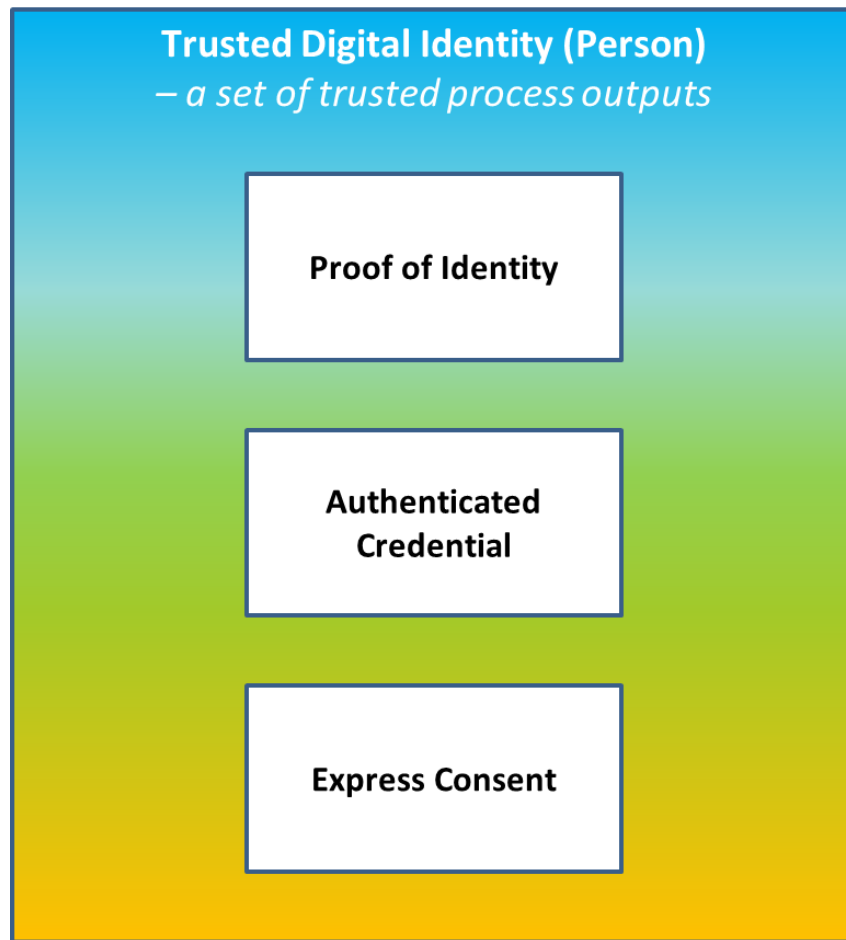 Trusted Digital Identity (Person)
– a set of trusted process outputs
Proof of Identity
Authenticated
Credential
Express Consent